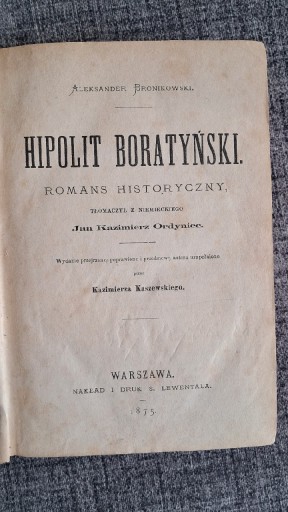 ALEKSANDER BRONIKOWSKI.
HIPOLIT BORATYŃSKI.
ROMANS HISTORYCZNY,
TŁOMACZYŁ Z NIEMIECKIEGO
Jan Kazimierz Ordyniec.
Wydanie przejrzane, poprawione i przedmową autora uzupełnione
przez
Kazimierza Kaszewskiego.
WARSZAWA.
NAKŁAD I DRUK S. LEWENTALA.
1875.